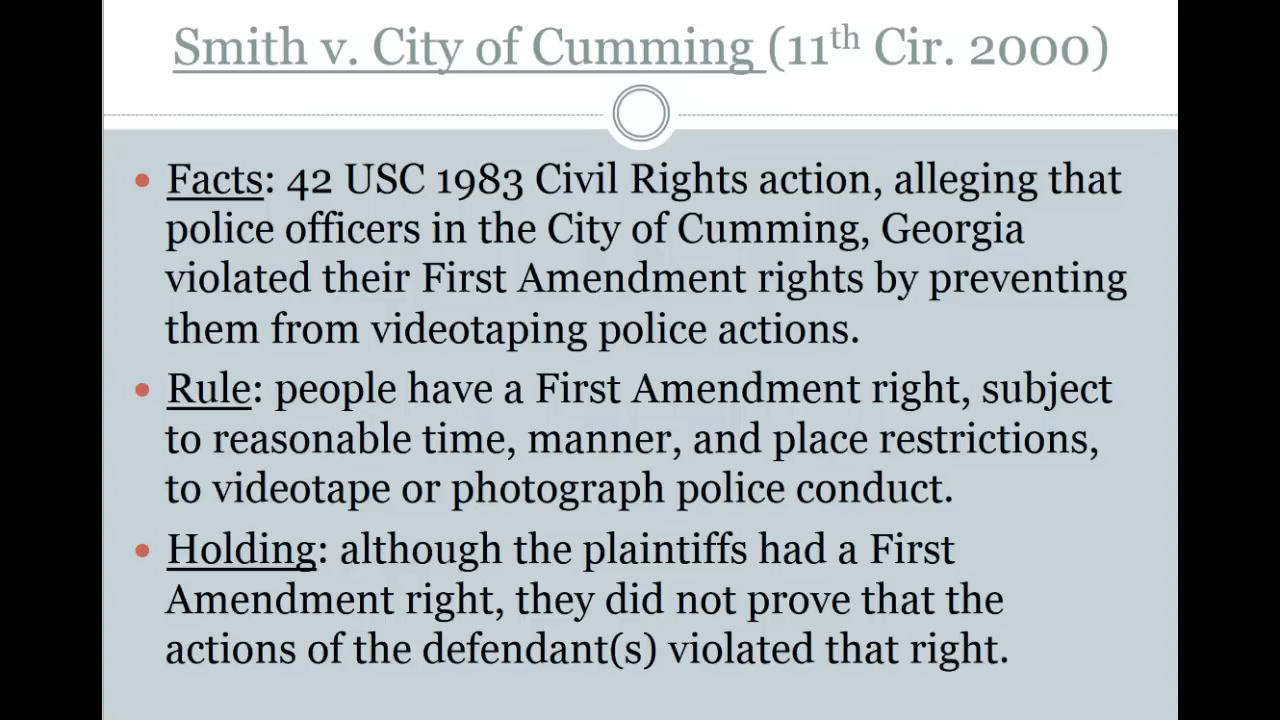 Smith v. City of Cumming (11th Cir. 2000)
• Facts: 42 USC 1983 Civil Rights action, alleging that
police officers in the City of Cumming, Georgia
violated their First Amendment rights by preventing
them from videotaping police actions.
• Rule: people have a First Amendment right, subject
to reasonable time, manner, and place restrictions,
to videotape or photograph police conduct.
• Holding: although the plaintiffs had a First
Amendment right, they did not prove that the
actions of the defendant(s) violated that right.